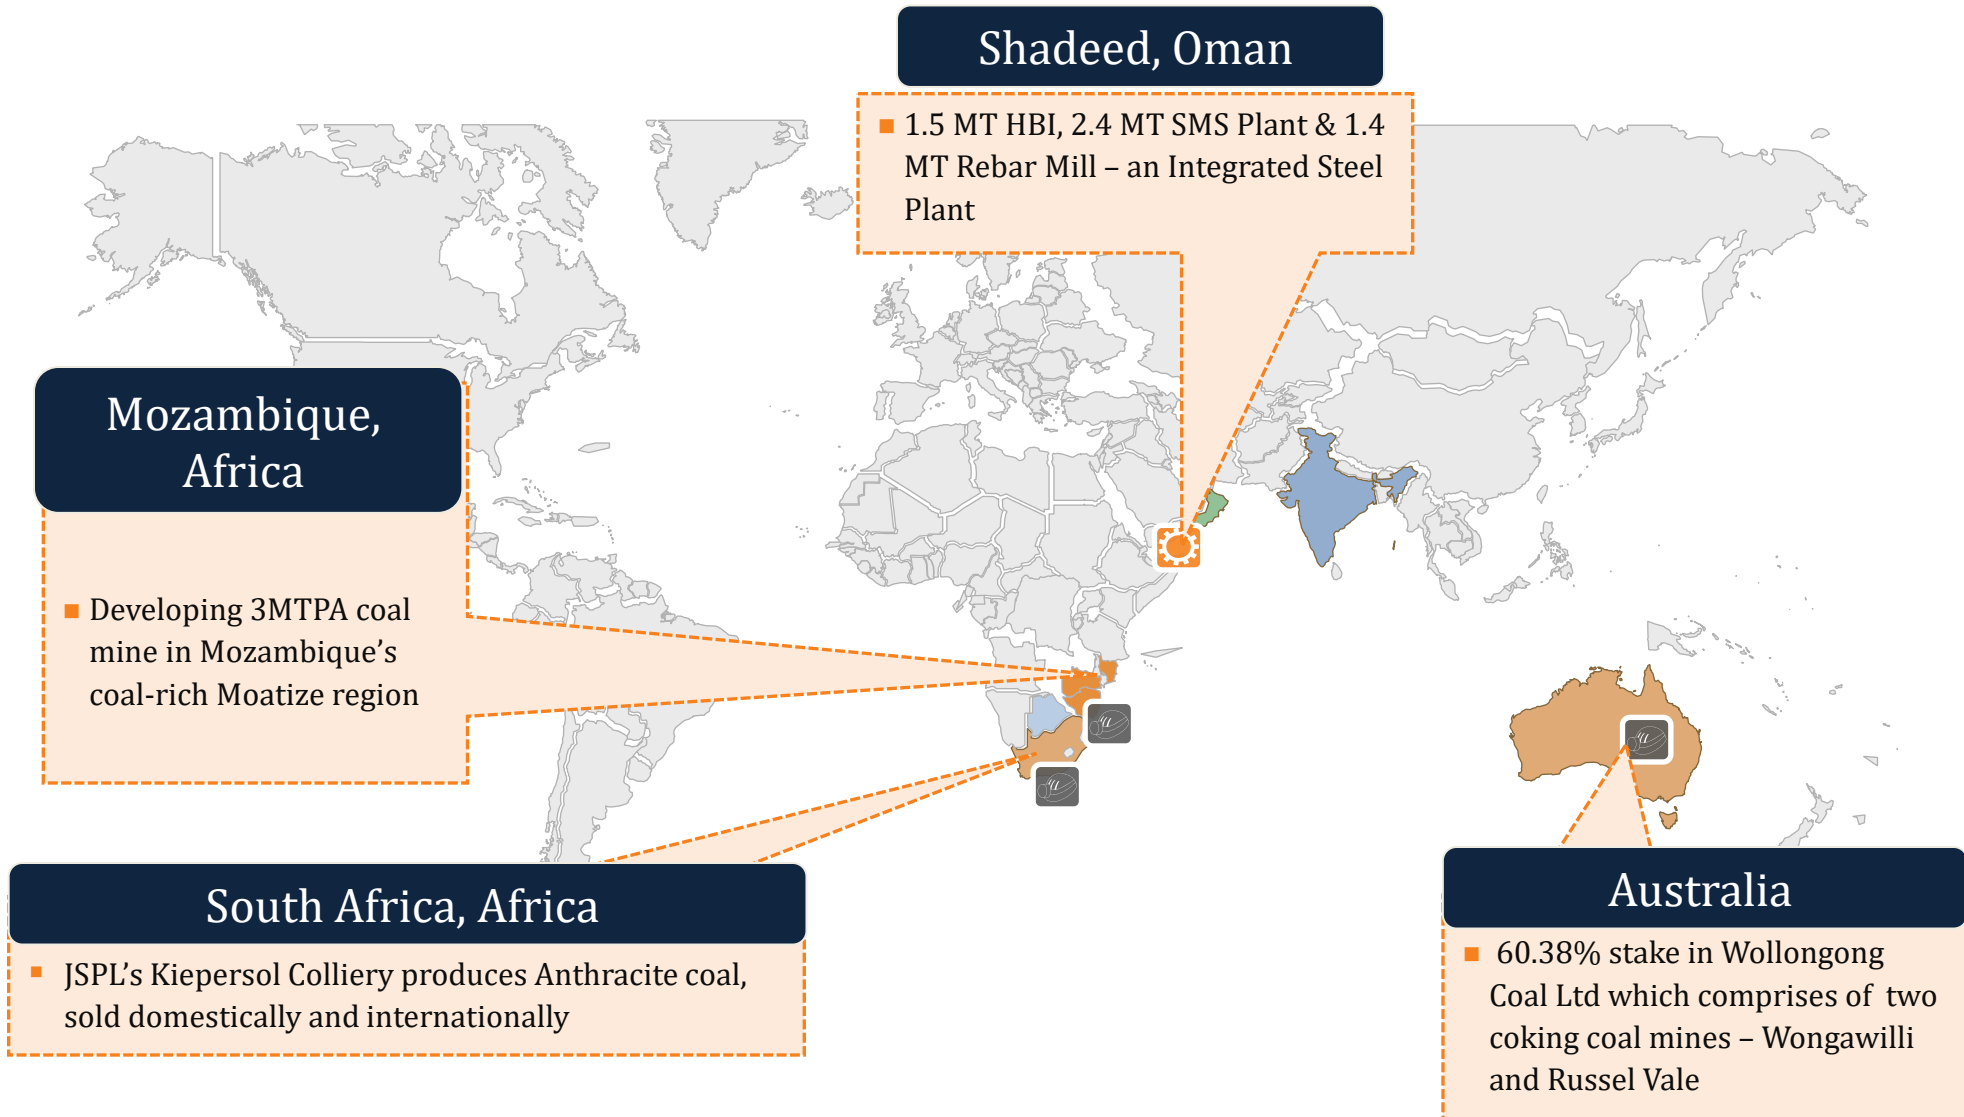 Shadeed, Oman
■ 1.5 MT HBI, 2.4 MT SMS Plant & 1.4
MT Rebar Mill – an Integrated Steel
Plant
Mozambique,
Africa
■ Developing 3MTPA coal
mine in Mozambique’s
coal-rich Moatize region
South Africa, Africa
■ JSPL’s Kiepersol Colliery produces Anthracite coal,
sold domestically and internationally
Australia
■ 60.38% stake in Wollongong
Coal Ltd which comprises of two
coking coal mines – Wongawilli
and Russel Vale